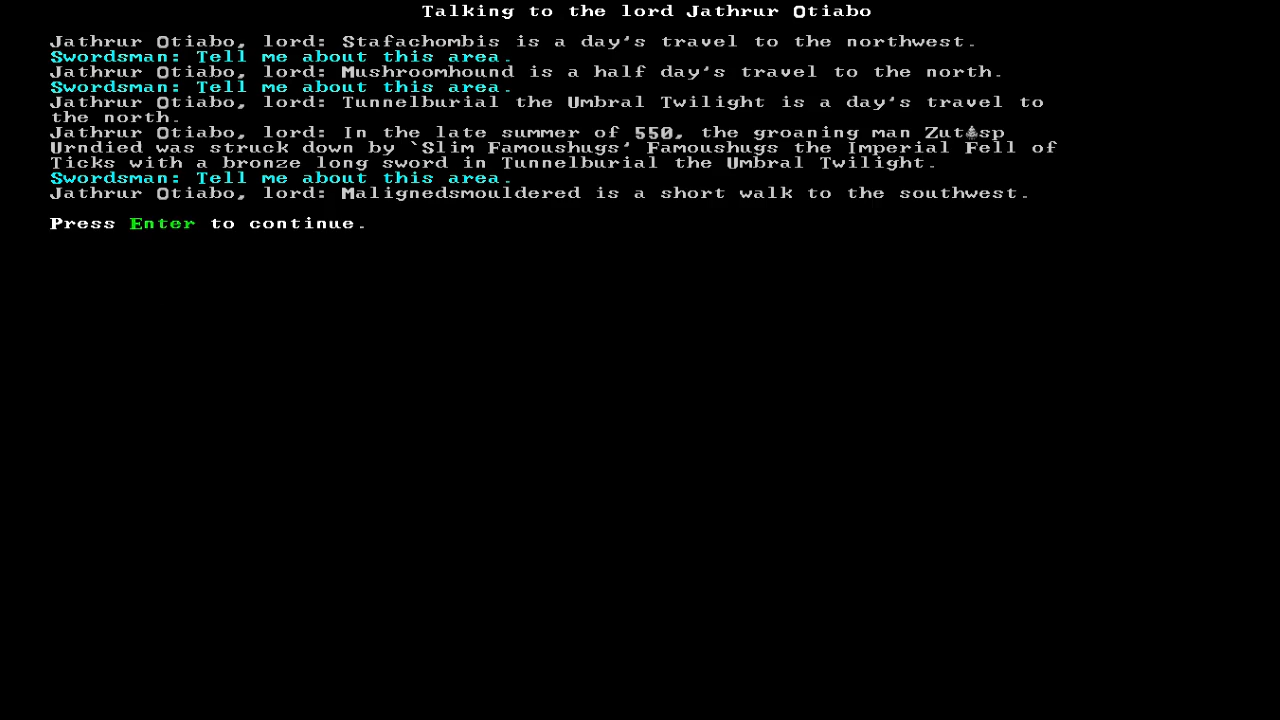 Talking to the lord Jathrur Otiabo
Jathrur Otiabo, lord: Stafachombis is a day's travel to the northwest.
Swordsman: Tell me about this area.
Jathrur Otiabo, lord: Mushroomhound is a half day's travel to the north.
Swordsman: Tell me about this area.
Jathrur Otiabo, lord: Tunnelburial the Umbral Twilight is a day's travel to
the north.
Jathrur Otiabo, lord: In the late summer of 550, the groaning man
Urndied was struck down by `Slim Famoushugs' Famoushugs the Imperial Fell of
Ticks with a bronze long sword in Tunnelburial the Umbral Twilight.
Swordsman: Tell me about this area.
Jathrur Otiabo, lord: Malignedsmouldered is a short walk to the southwest.
Press Enter to continue.